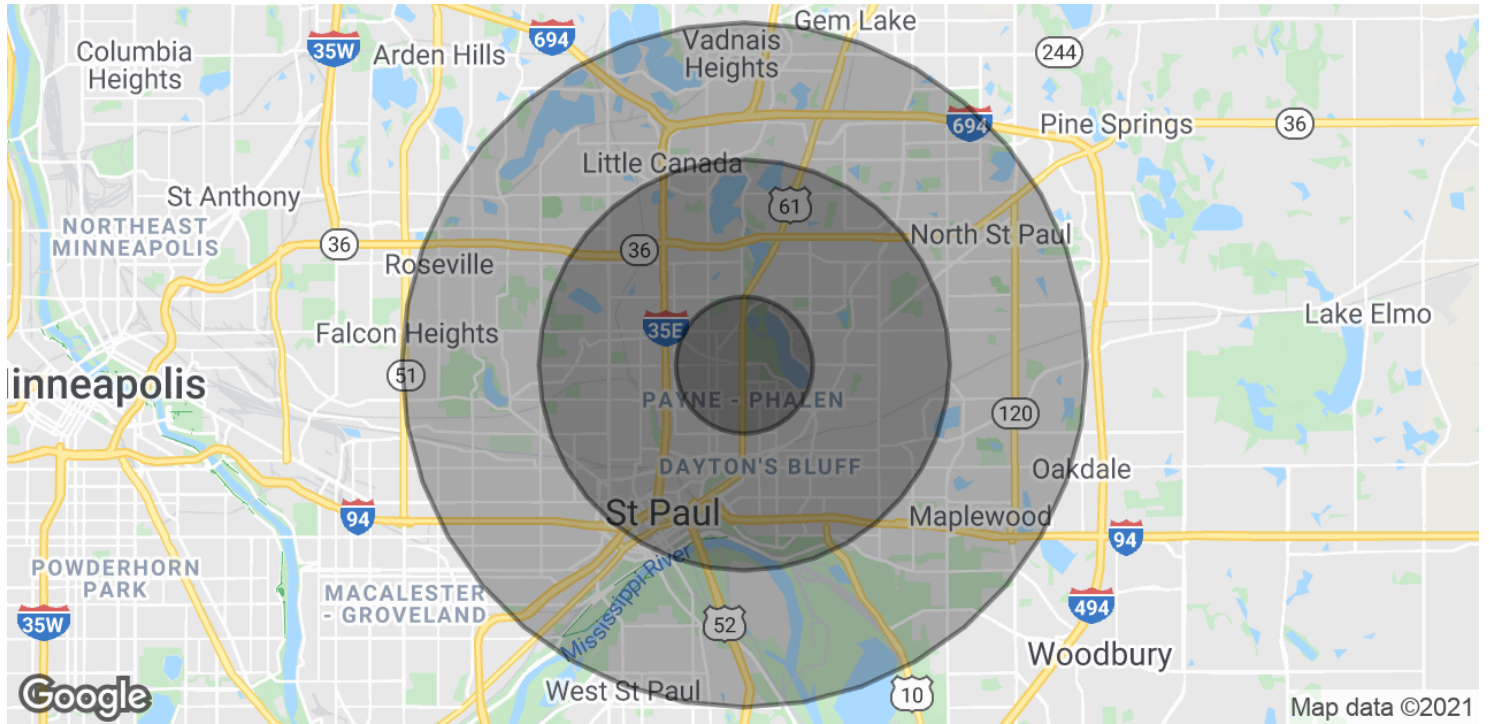 Gem Lake
Columbia
Heights
35W
Arden Hills
694
Vadnais
Heights
244
694
Pine Springs
36
Little Canada
St Anthony
61
NORTHEAST
MINNEAPOLIS
36
36
North St Paul
Roseville
Lake Elmo
Falcon Heights
35E
51
inneapolis
PAYNE - PHALEN
120
DAYTON'S BLUFF
Oakdale
94
St Paul
Maplewood
94
Mississippi River
POWDERHORN
PARK
MACALESTER
- GROVELAND
494
35W
52
Woodbury
West St Paul
10
Google
Map data ©2021